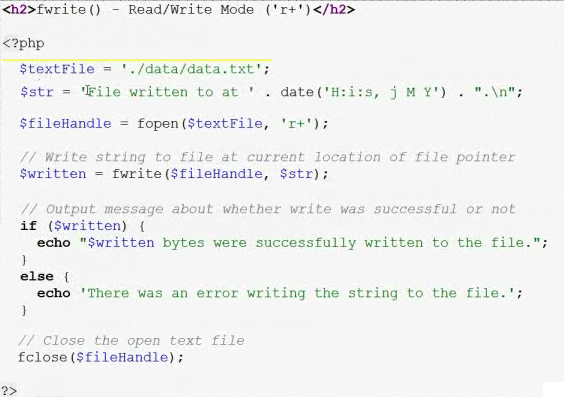 <h2>fwrite() - Read/Write Mode ('r+')</h2>
<?php
$textFile = './data/data.txt';
$str = 'File written to at ' . date('H:i:s, j M Y') . ".\n";
$fileHandle = fopen($textFile, 'r+');
// Write string to file at current location of file pointer
$written = fwrite($fileHandle, $str);
// Output message about whether write was successful or not
if ($written) {
echo "$written bytes were successfully written to the file.";
}
else {
echo 'There was an error writing the string to the file.';
}
// Close the open text file
fclose($fileHandle);
?>